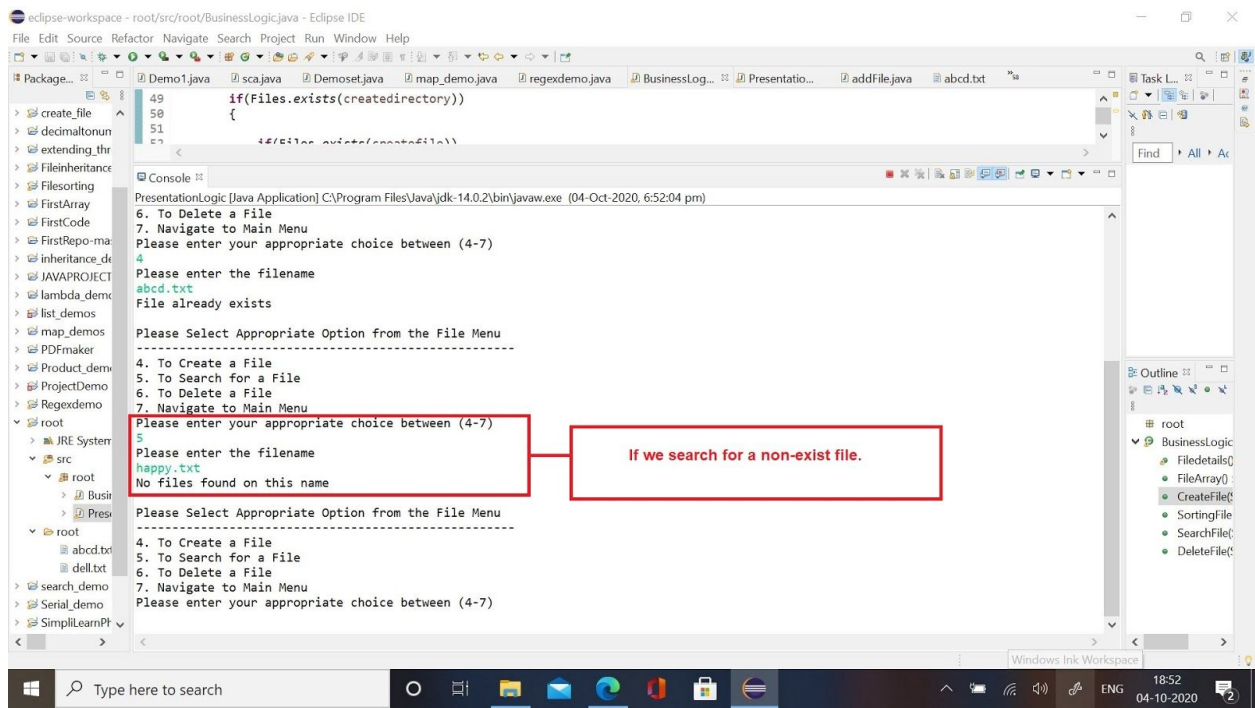 eclipse-workspace - root/src/root/BusinessLogic.java - Eclipse IDE
File Edit Source Refactor Navigate Search Project Run Window Help
Package...
Demo1.java sca.java Demoset.java map_demo.java regexdemo.java BusinessLog... Presentatio... addFile.java abcd.txt
Task L...
49 if(Files.exists(createdirectory))
50 {
51
52 if(Files.exists(createfile))
create_file
decimaltonum
extending_thr
Fileinheritance
Filesorting
FirstArray
FirstCode
FirstRepo-ma
inheritance_de
JAVAPROJECT
lambda_demo
list_demos
map_demos
PDFmaker
Product_demo
ProjectDemo
Regexdemo
root
JRE System
src
root
Busin
Prese
root
abcd.txt
dell.txt
search_demo
Serial_demo
SimpliLearnPh
Console
PresentationLogic [Java Application] C:\Program Files\Java\jdk-14.0.2\bin\javaw.exe (04-Oct-2020, 6:52:04 pm)
6. To Delete a File
7. Navigate to Main Menu
Please enter your appropriate choice between (4-7)
4
Please enter the filename
abcd.txt
File already exists
Please Select Appropriate Option from the File Menu
---------------------------------------------------
4. To Create a File
5. To Search for a File
6. To Delete a File
7. Navigate to Main Menu
Please enter your appropriate choice between (4-7)
5
Please enter the filename
happy.txt
No files found on this name
If we search for a non-exist file.
Please Select Appropriate Option from the File Menu
---------------------------------------------------
4. To Create a File
5. To Search for a File
6. To Delete a File
7. Navigate to Main Menu
Please enter your appropriate choice between (4-7)
Find All Ac
Outline
root
BusinessLogic
Filedetails()
FileArray() :
CreateFile(S
SortingFile
SearchFile(
DeleteFile(S
Windows Ink Workspace
Type here to search
ENG
18:52
04-10-2020
2